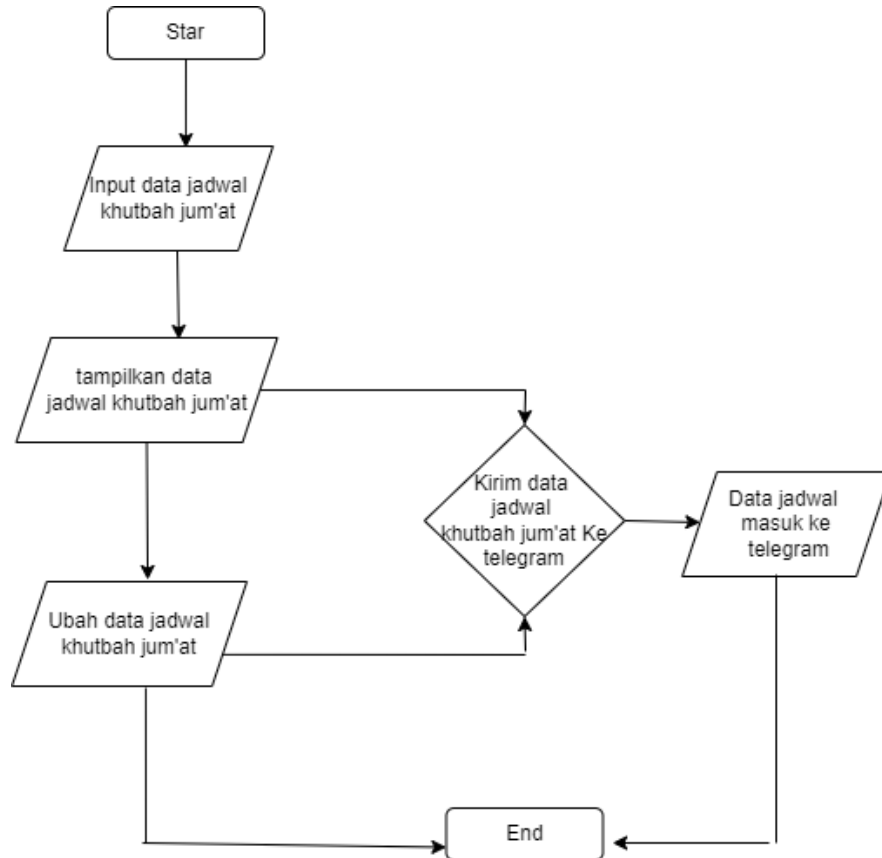 Star
Input data jadwal
khutbah jum'at
tampilkan data
jadwal khutbah jum'at
Kirim data
jadwal
khutbah jum'at Ke
telegram
Data jadwal
masuk ke
telegram
Ubah data jadwal
khutbah jum'at
End